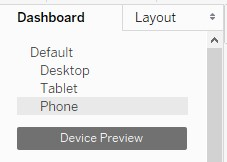 Dashboard Layout
Default
Desktop
Tablet
Phone
Device Preview